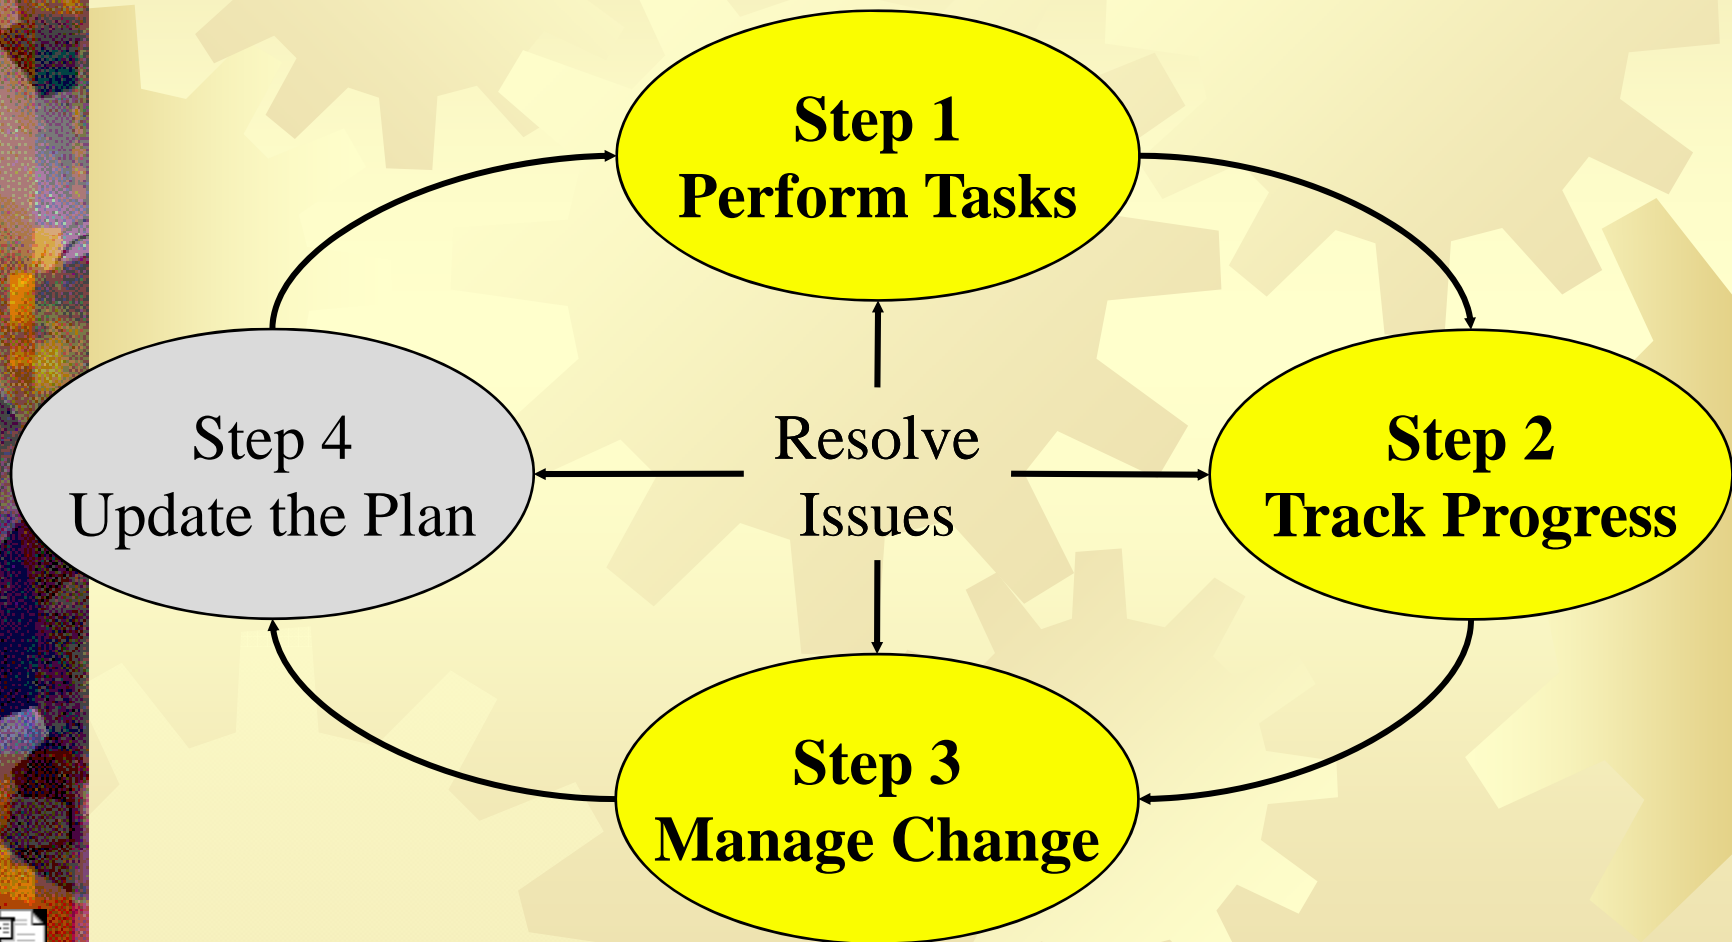 Step 1
Perform Tasks
Step 4
Update the Plan
Resolve
Issues
Step 2
Track Progress
Step 3
Manage Change